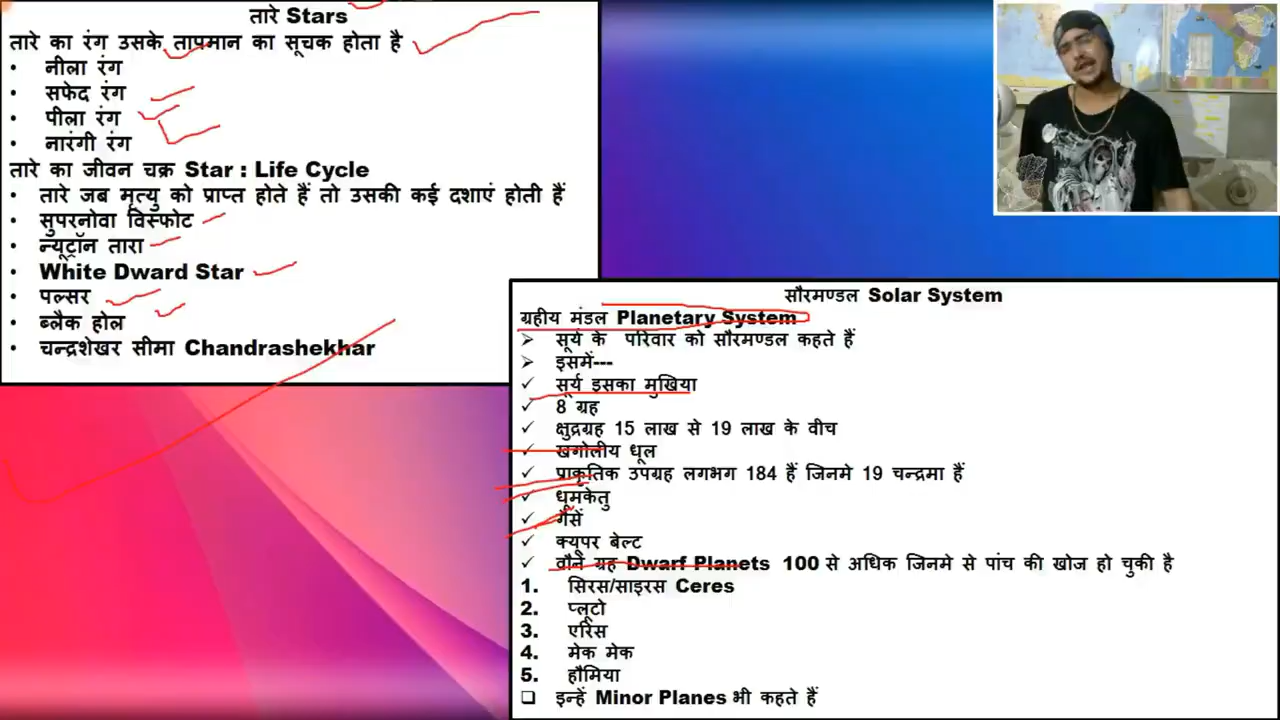 तारे Stars
तारे का रंग उसके तापमान का सूचक होता है
• नीला रंग
• सफेद रंग
• पीला रंग
• नारंगी रंग
तारे का जीवन चक्र Star : Life Cycle
• तारे जब मृत्यु को प्राप्त होते हैं तो उसकी कई दशाएं होती हैं
• सुपरनोवा विस्फोट
• न्यूट्रॉन तारा
• White Dward Star
• पल्सर
• ब्लैक होल
• चन्द्रशेखर सीमा Chandrashekhar
सौरमण्डल Solar System
ग्रहीय मंडल Planetary System
➢ सूर्य के परिवार को सौरमण्डल कहते हैं
➢ इसमें---
✓ सूर्य इसका मुखिया
✓ 8 ग्रह
✓ क्षुद्रग्रह 15 लाख से 19 लाख के वीच
✓ खगोलीय धूल
✓ प्राकृतिक उपग्रह लगभग 184 हैं जिनमे 19 चन्द्रमा हैं
✓ धूमकेतु
✓ गैसें
✓ क्यूपर बेल्ट
✓ वौने ग्रह Dwarf Planets 100 से अधिक जिनमे से पांच की खोज हो चुकी है
1. सिरस/साइरस Ceres
2. प्लूटो
3. एरिस
4. मेक मेक
5. हौमिया
❑ इन्हें Minor Planes भी कहते हैं